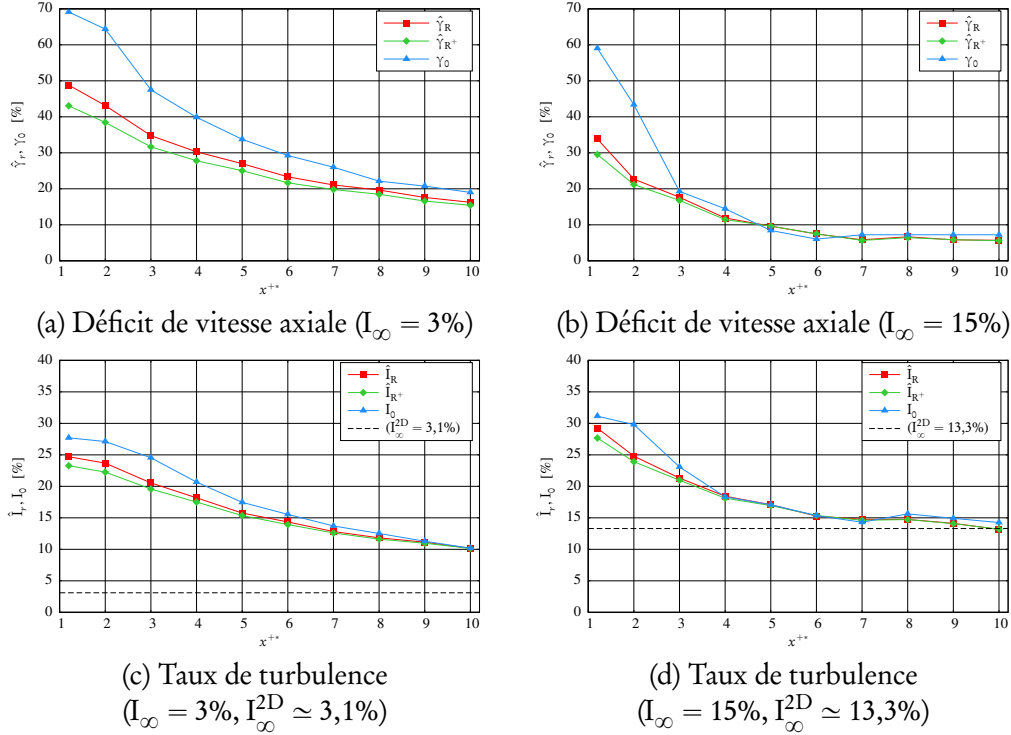 70
60
50
40
30
20
10
0
γ̂r, γ0 [%]
γ̂R
γ̂R+
γ0
1 2 3 4 5 6 7 8 9 10
x+*
(a) Déficit de vitesse axiale (I∞ = 3%)
70
60
50
40
30
20
10
0
γ̂r, γ0 [%]
γ̂R
γ̂R+
γ0
1 2 3 4 5 6 7 8 9 10
x+*
(b) Déficit de vitesse axiale (I∞ = 15%)
40
35
30
25
20
15
10
5
0
Îr, I0 [%]
ÎR
ÎR+
I0
(I∞2D = 3,1%)
1 2 3 4 5 6 7 8 9 10
x+*
(c) Taux de turbulence
(I∞ = 3%, I∞2D ≃ 3,1%)
40
35
30
25
20
15
10
5
0
Îr, I0 [%]
ÎR
ÎR+
I0
(I∞2D = 13,3%)
1 2 3 4 5 6 7 8 9 10
x+*
(d) Taux de turbulence
(I∞ = 15%, I∞2D ≃ 13,3%)